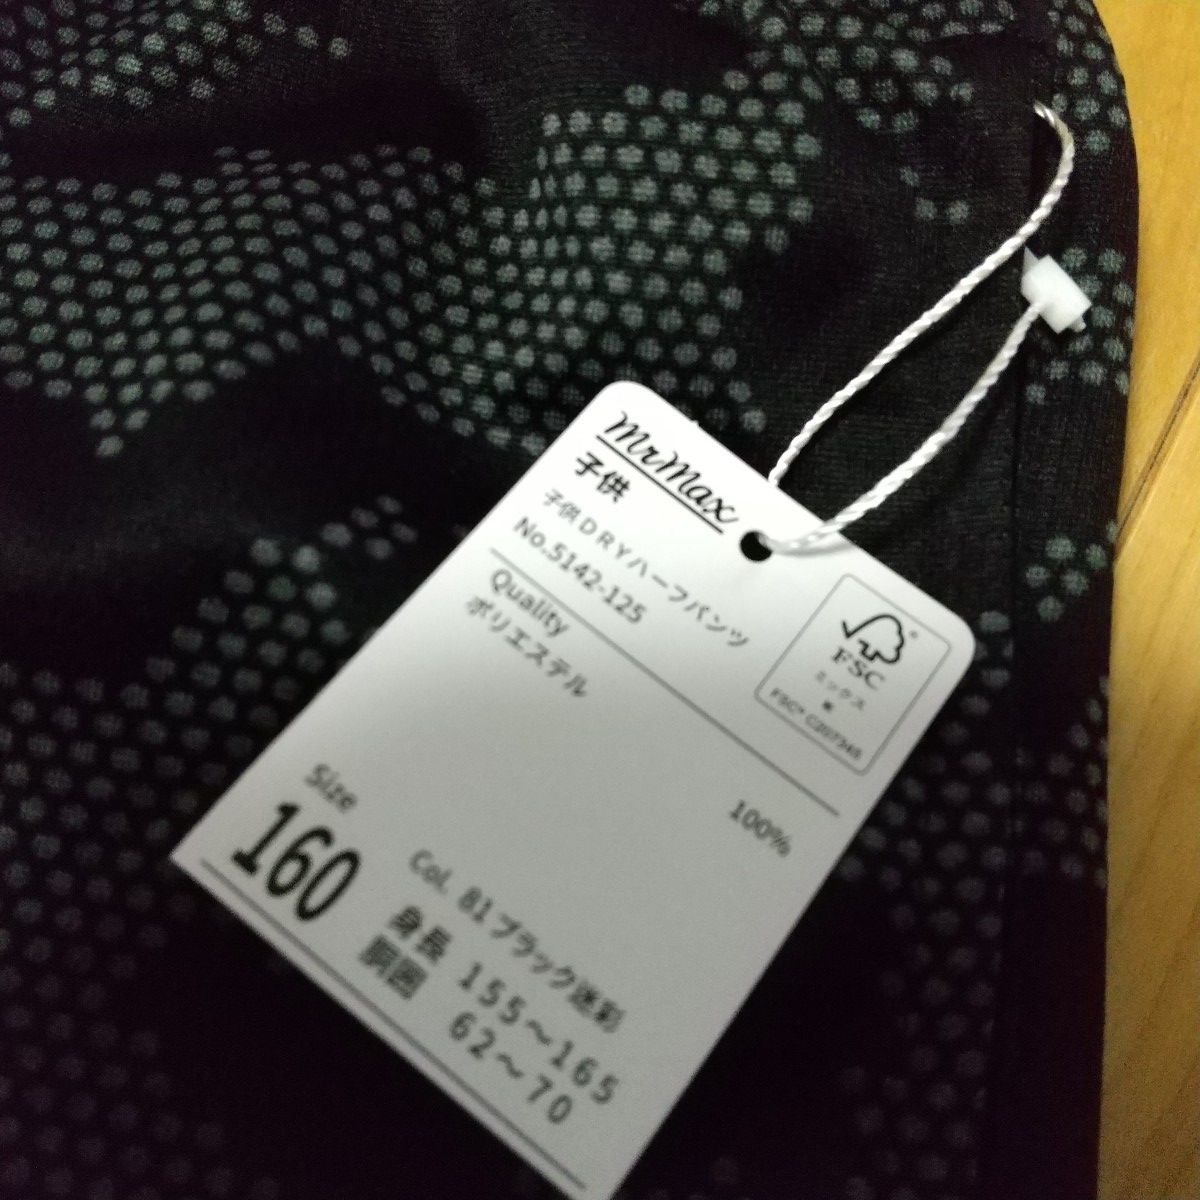 MrMax
子供
子供DRYハーフパンツ
No.5142-125
FSC
ミックス
FSC® C207349
Quality
ポリエステル 100%
Size
160
Col. 81 ブラック迷彩
身長 155〜165
胴囲 62〜70